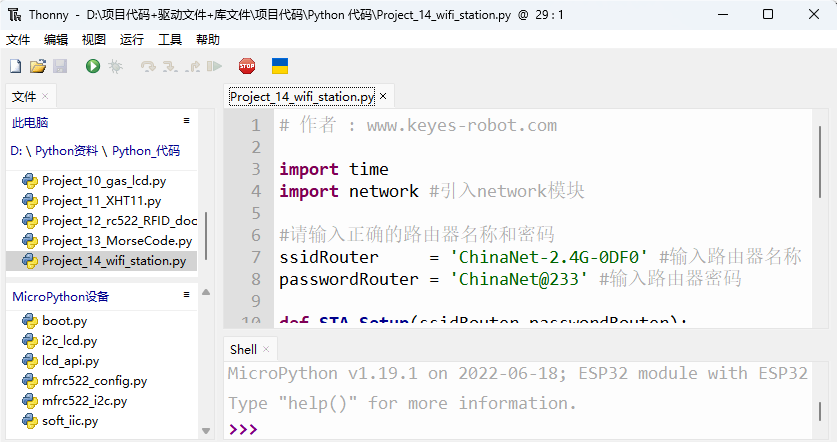 Thonny - D:\项目代码+驱动文件+库文件\项目代码\Python 代码\Project_14_wifi_station.py @ 29 : 1
文件 编辑 视图 运行 工具 帮助
STOP
文件 ×
此电脑 ≡
D: \ Python资料 \ Python_代码
Project_10_gas_lcd.py
Project_11_XHT11.py
Project_12_rc522_RFID_doc
Project_13_MorseCode.py
Project_14_wifi_station.py
MicroPython设备 ≡
boot.py
i2c_lcd.py
lcd_api.py
mfrc522_config.py
mfrc522_i2c.py
soft_iic.py
Project_14_wifi_station.py ×
1 # 作者 : www.keyes-robot.com
2
3 import time
4 import network #引入network模块
5
6 #请输入正确的路由器名称和密码
7 ssidRouter     = 'ChinaNet-2.4G-0DF0' #输入路由器名称
8 passwordRouter = 'ChinaNet@233' #输入路由器密码
9
10 def STA_Setup(ssidRouter,passwordRouter):
Shell ×
MicroPython v1.19.1 on 2022-06-18; ESP32 module with ESP32
Type "help()" for more information.
>>>